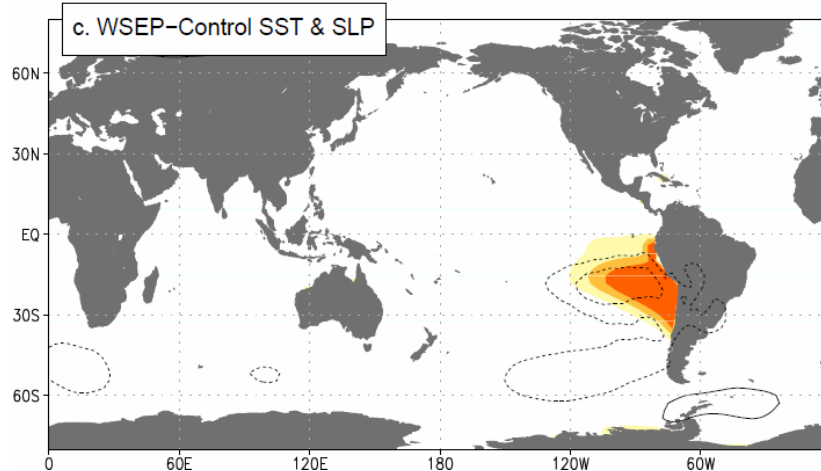 c. WSEP−Control SST & SLP
60N
30N
EQ
30S
60S
0 60E 120E 180 120W 60W